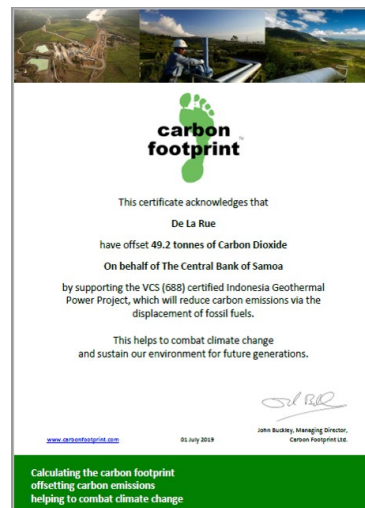 carbon
footprint™
This certificate acknowledges that
De La Rue
have offset 49.2 tonnes of Carbon Dioxide
On behalf of The Central Bank of Samoa
by supporting the VCS (688) certified Indonesia Geothermal
Power Project, which will reduce carbon emissions via the
displacement of fossil fuels.
This helps to combat climate change
and sustain our environment for future generations.
John Buckley, Managing Director,
www.carbonfootprint.com 01 July 2019 Carbon Footprint Ltd.
Calculating the carbon footprint
offsetting carbon emissions
helping to combat climate change